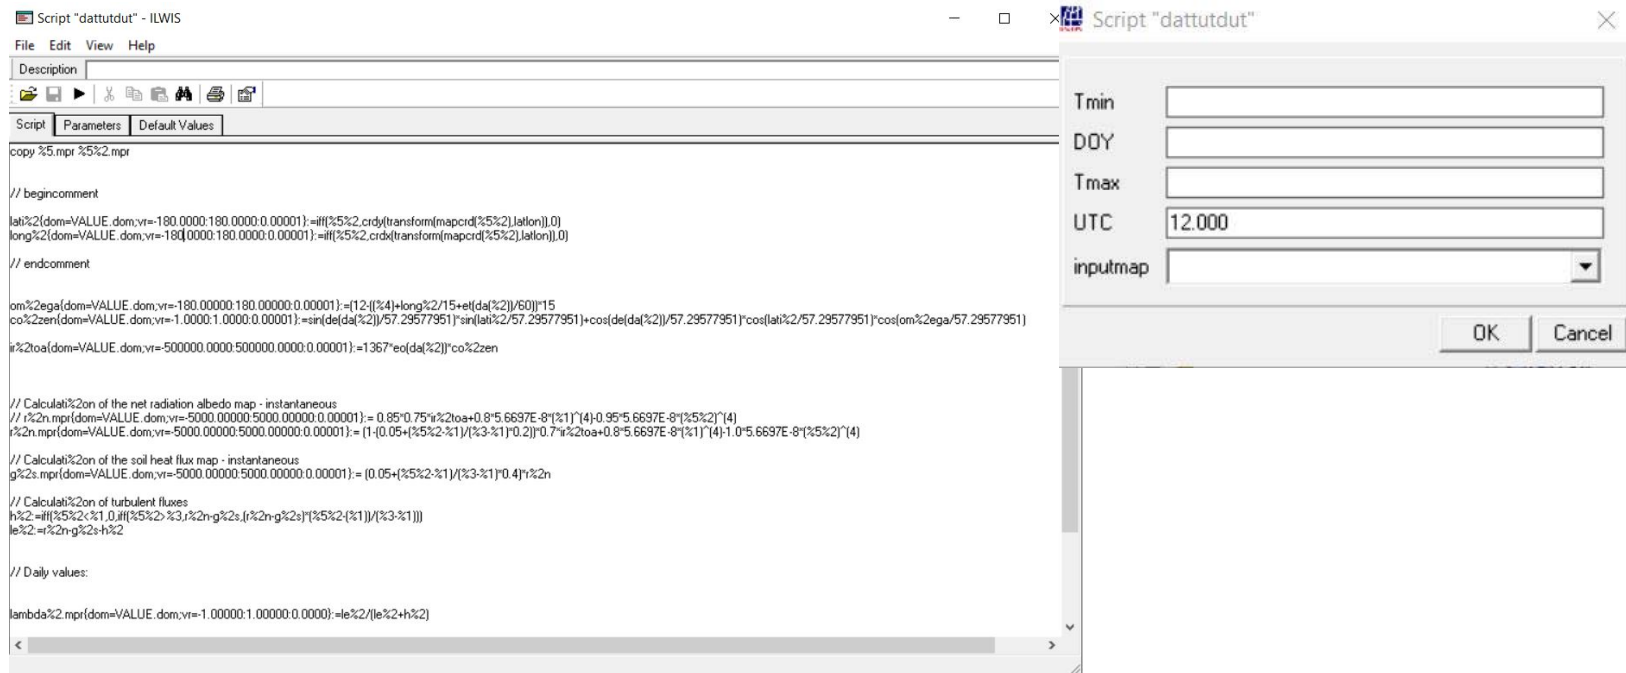 Script "dattutdut" - ILWIS
File Edit View Help
Description
Script Parameters Default Values
copy %5.mpr %5%2.mpr
// begincomment
lati%2{dom=VALUE.dom;vr=-180.0000:180.0000:0.00001}:=iff(%5%2,crdy(transform(mapcrd(%5%2),latlon)),0)
long%2{dom=VALUE.dom;vr=-180.0000:180.0000:0.00001}:=iff(%5%2,crdx(transform(mapcrd(%5%2),latlon)),0)
// endcomment
om%2ega{dom=VALUE.dom;vr=-180.00000:180.00000:0.00001}:=(12-((%4)+long%2/15+et(da(%2))/60))*15
co%2zen{dom=VALUE.dom;vr=-1.0000:1.0000:0.00001}:=sin(de(da(%2))/57.29577951)*sin(lati%2/57.29577951)+cos(de(da(%2))/57.29577951)*cos(lati%2/57.29577951)*cos(om%2ega/57.29577951)
ir%2toa{dom=VALUE.dom;vr=-500000.0000:500000.0000:0.00001}:=1367*eo(da(%2))*co%2zen
// Calculati%2on of the net radiation albedo map - instantaneous
// r%2n.mpr{dom=VALUE.dom;vr=-5000.00000:5000.00000:0.00001}:= 0.85*0.75*ir%2toa+0.8*5.6697E-8*(%1)^(4)-0.95*5.6697E-8*(%5%2)^(4)
r%2n.mpr{dom=VALUE.dom;vr=-5000.00000:5000.00000:0.00001}:= (1-(0.05+(%5%2-%1)/(%3-%1)*0.2))*0.7*ir%2toa+0.8*5.6697E-8*(%1)^(4)-1.0*5.6697E-8*(%5%2)^(4)
// Calculati%2on of the soil heat flux map - instantaneous
g%2s.mpr{dom=VALUE.dom;vr=-5000.00000:5000.00000:0.00001}:= (0.05+(%5%2-%1)/(%3-%1)*0.4)*r%2n
// Calculati%2on of turbulent fluxes
h%2:=iff(%5%2<%1,0,iff(%5%2>%3,r%2n-g%2s,(r%2n-g%2s)*(%5%2-(%1))/(%3-%1)))
le%2:=r%2n-g%2s-h%2
// Daily values:
lambda%2.mpr{dom=VALUE.dom;vr=-1.00000:1.00000:0.0000}:=le%2/(le%2+h%2)
Script "dattutdut"
Tmin
DOY
Tmax
UTC 12.000
inputmap
OK Cancel